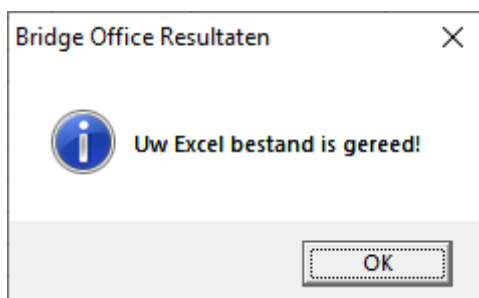 Bridge Office Resultaten
Uw Excel bestand is gereed!
OK